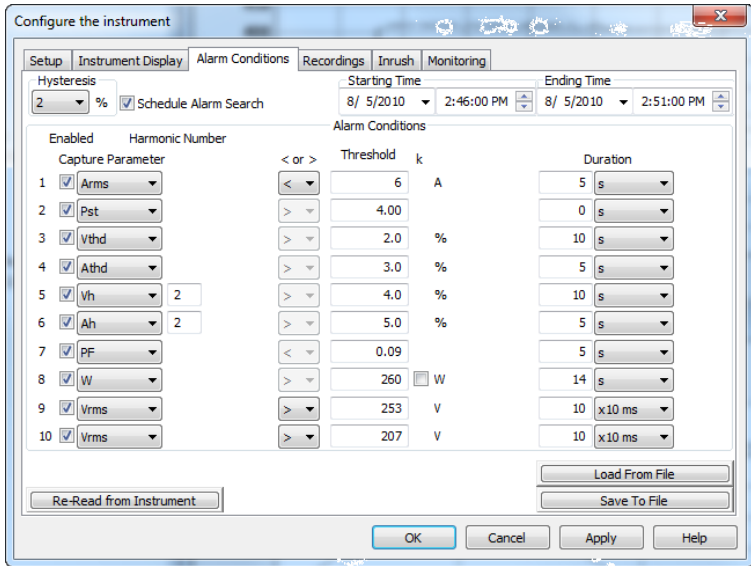 Configure the instrument
x
Setup Instrument Display Alarm Conditions Recordings Inrush Monitoring
Hysteresis Starting Time Ending Time
2 % Schedule Alarm Search 8/ 5/2010 2:46:00 PM 8/ 5/2010 2:51:00 PM
Alarm Conditions
Enabled Harmonic Number
Capture Parameter < or > Threshold k Duration
1 Arms < 6 A 5 s
2 Pst > 4.00 0 s
3 Vthd > 2.0 % 10 s
4 Athd > 3.0 % 5 s
5 Vh 2 > 4.0 % 10 s
6 Ah 2 > 5.0 % 5 s
7 PF < 0.09 5 s
8 W > 260 W 14 s
9 Vrms > 253 V 10 x10 ms
10 Vrms > 207 V 10 x10 ms
Load From File
Re-Read from Instrument Save To File
OK Cancel Apply Help